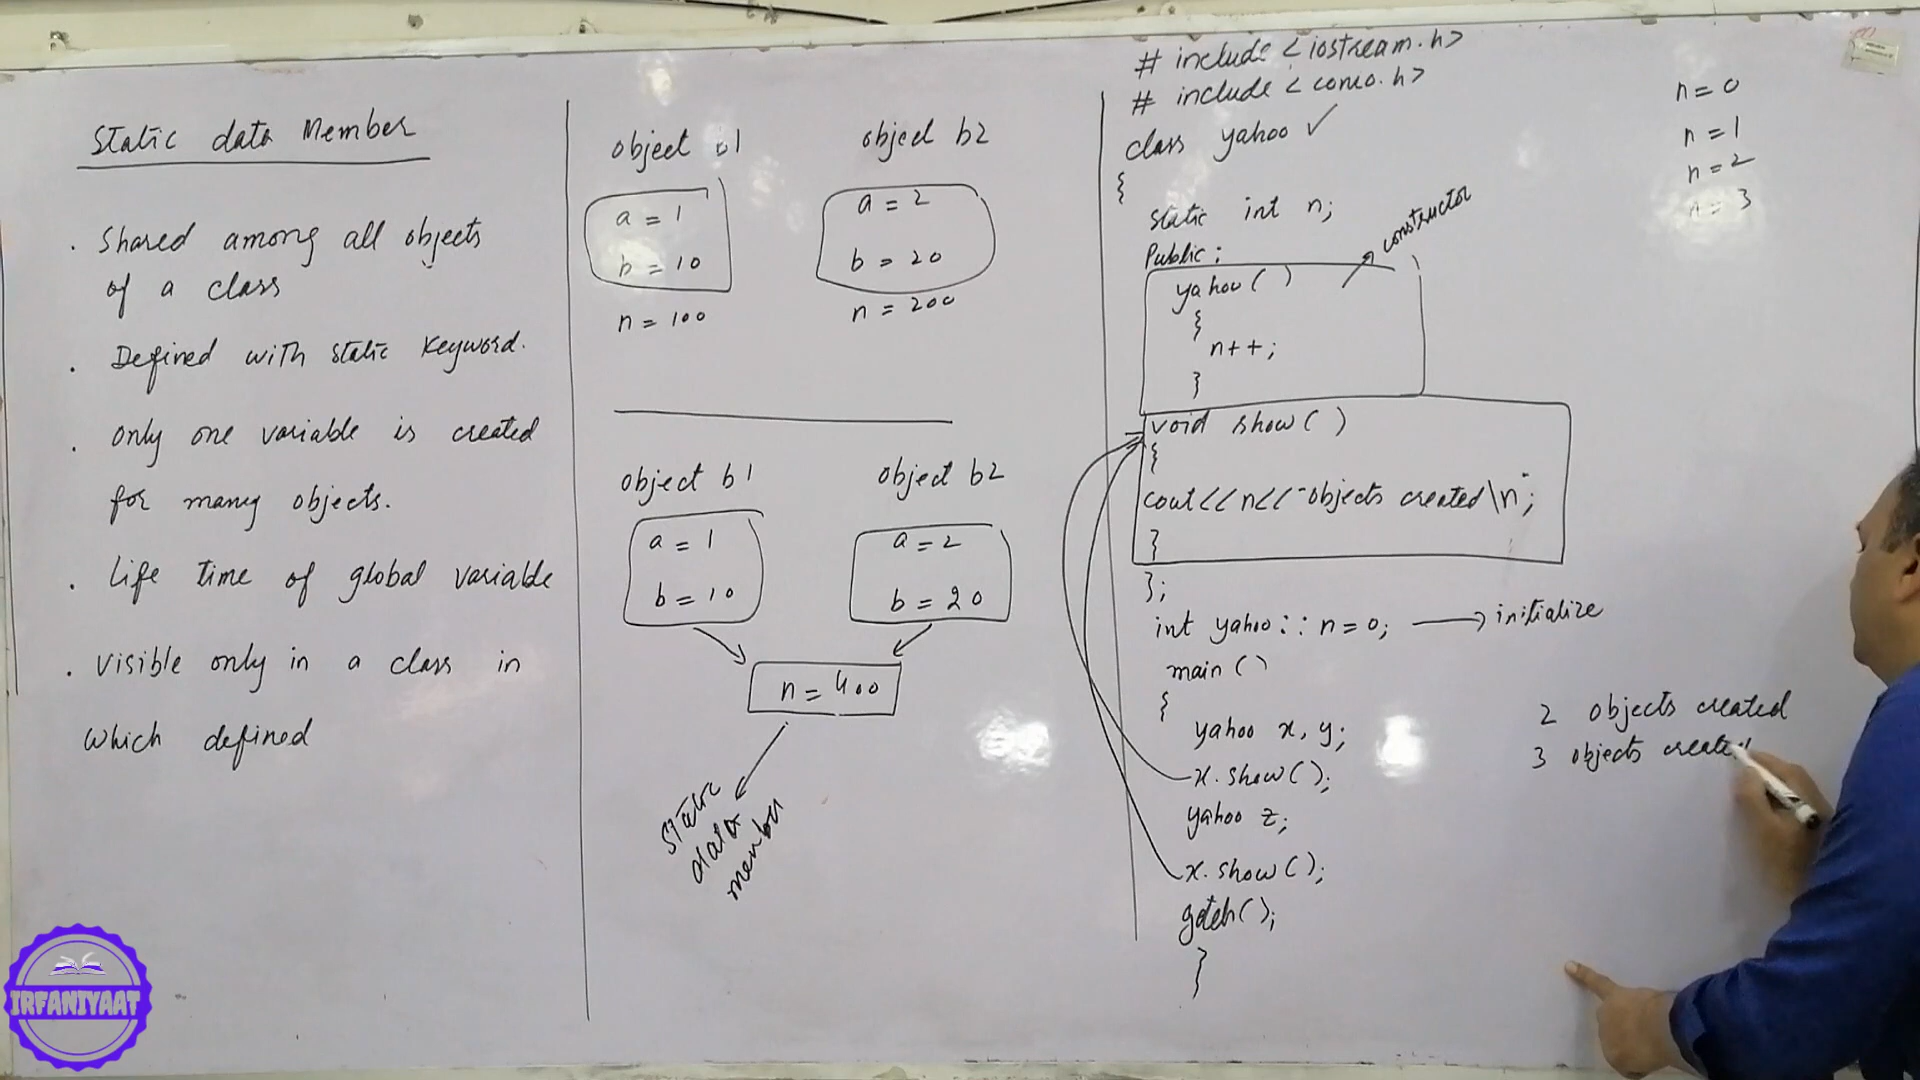 Static data Member
. Shared among all objects
of a class
. Defined with static keyword.
. only one variable is created
for many objects.
. Life time of global variable
. Visible only in a class in
which defined
object b1
a = 1
b = 10
n = 100
object b2
a = 2
b = 20
n = 200
object b1
a = 1
b = 10
object b2
a = 2
b = 20
n = 400
static
data
member
# include <iostream.h>
# include <conio.h>
class yahoo ✓
{
static int n;
Public:
yahoo( )
constructor
{
n++;
}
void show( )
{
cout<<n<<"objects created\n";
}
};
int yahoo::n=0; → initialize
main()
{
yahoo x, y;
x.show();
yahoo z;
x.show();
getch();
}
n = 0
n = 1
n = 2
n = 3
2 objects created
3 objects created
IRFANIYAAT